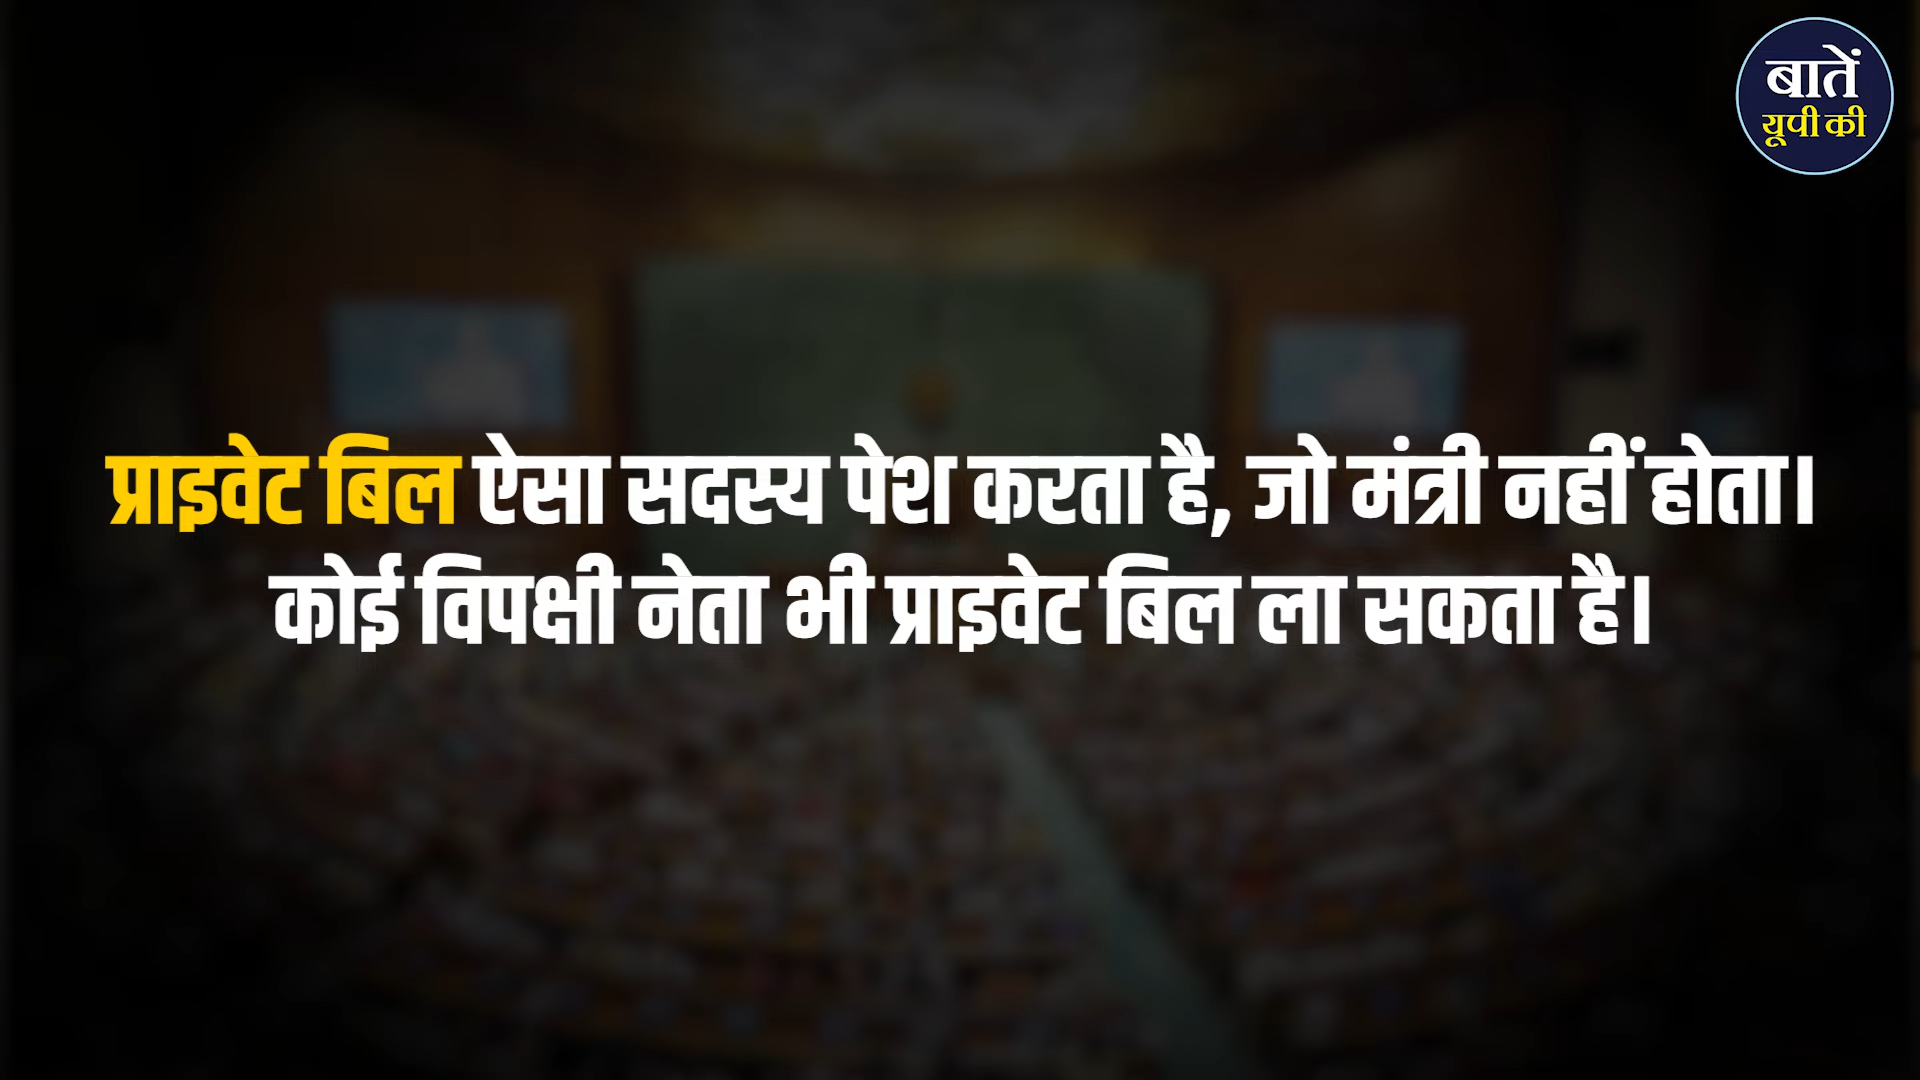 बातें
यूपी की
प्राइवेट बिल ऐसा सदस्य पेश करता है, जो मंत्री नहीं होता।
कोई विपक्षी नेता भी प्राइवेट बिल ला सकता है।